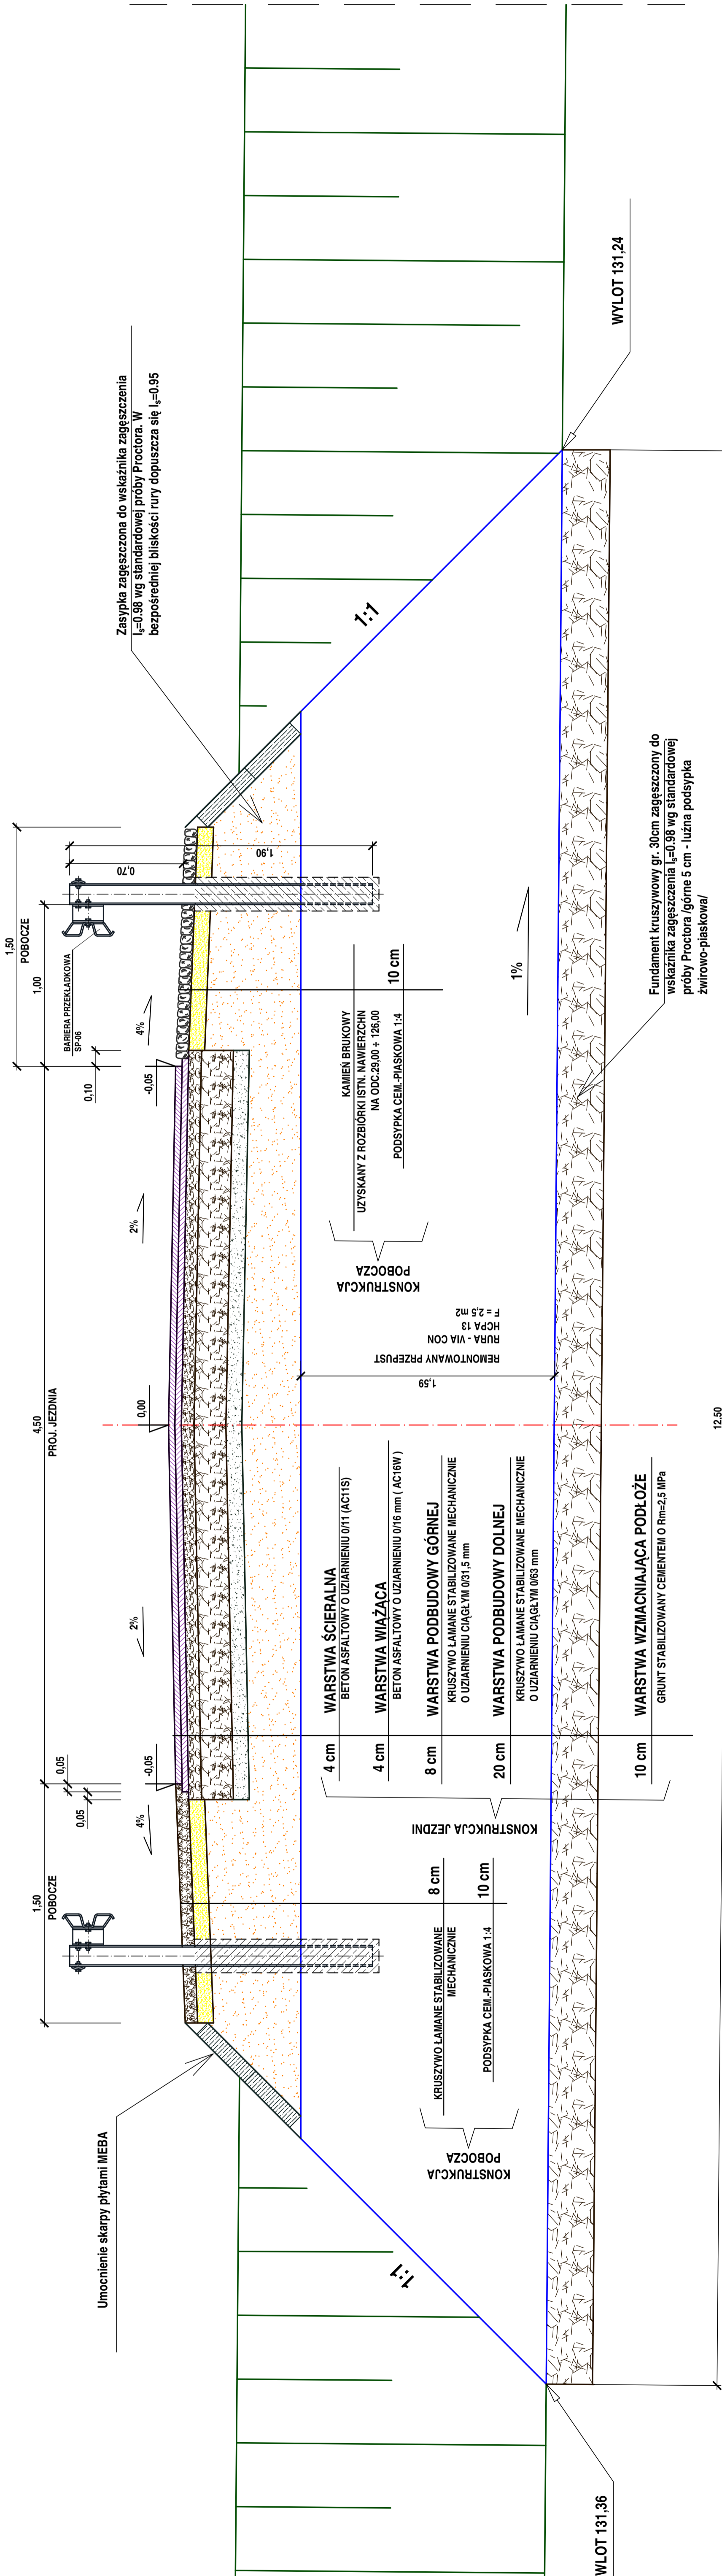 Umocnienie skarpy płytami MEBA
1,50
POBOCZE
0,05
0,05
0,05
4%
-0,05
2%
4,50
PROJ. JEZDNIA
0,00
2%
-0,05
0,10
4%
1,50
POBOCZE
1,00
BARIERA PRZEKŁADKOWA
SP-06
0,70
1,90
Zasypka zagęszczona do wskaźnika zagęszczenia
Is=0.98 wg standardowej próby Proctora. W
bezpośredniej bliskości rury dopuszcza się Is=0.95
1:1
1:1
WLOT 131,36
WYLOT 131,24
KONSTRUKCJA
POBOCZA
KRUSZYWO ŁAMANE STABILIZOWANE
MECHANICZNIE
8 cm
PODSYPKA CEM.-PIASKOWA 1:4
10 cm
KONSTRUKCJA JEZDNI
4 cm
WARSTWA ŚCIERALNA
BETON ASFALTOWY O UZIARNIENIU 0/11 (AC11S)
4 cm
WARSTWA WIĄŻĄCA
BETON ASFALTOWY O UZIARNIENIU 0/16 mm ( AC16W )
8 cm
WARSTWA PODBUDOWY GÓRNEJ
KRUSZYWO ŁAMANE STABILIZOWANE MECHANICZNIE
O UZIARNIENIU CIĄGŁYM 0/31,5 mm
20 cm
WARSTWA PODBUDOWY DOLNEJ
KRUSZYWO ŁAMANE STABILIZOWANE MECHANICZNIE
O UZIARNIENIU CIĄGŁYM 0/63 mm
10 cm
WARSTWA WZMACNIAJĄCA PODŁOŻE
GRUNT STABILIZOWANY CEMENTEM O Rm=2,5 MPa
1,59
REMONTOWANY PRZEPUST
RURA - VIA CON
HCPA 13
F = 2,5 m2
KONSTRUKCJA
POBOCZA
KAMIEŃ BRUKOWY
UZYSKANY Z ROZBIÓRKI ISTN. NAWIERZCHN
NA ODC.29,00 ÷ 126,00
PODSYPKA CEM.-PIASKOWA 1:4
10 cm
1%
Fundament kruszywowy gr. 30cm zagęszczony do
wskaźnika zagęszczenia Is=0.98 wg standardowej
próby Proctora /górne 5 cm - luźna podsypka
żwirowo-piaskowa/
12.50